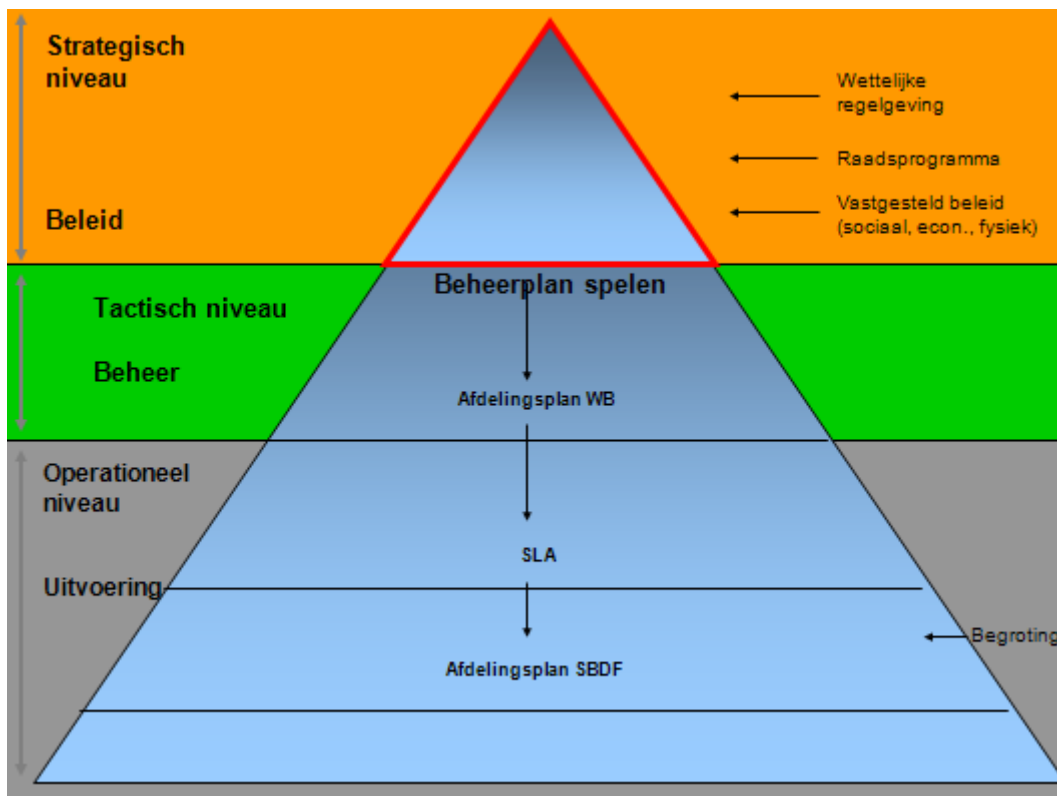 Strategisch
niveau
Wettelijke
regelgeving
Raadsprogramma
Vastgesteld beleid
(sociaal, econ., fysiek)
Beleid
Beheerplan spelen
Tactisch niveau
Beheer
Afdelingsplan WB
Operationeel
niveau
SLA
Uitvoering
Begroting
Afdelingsplan SBDF